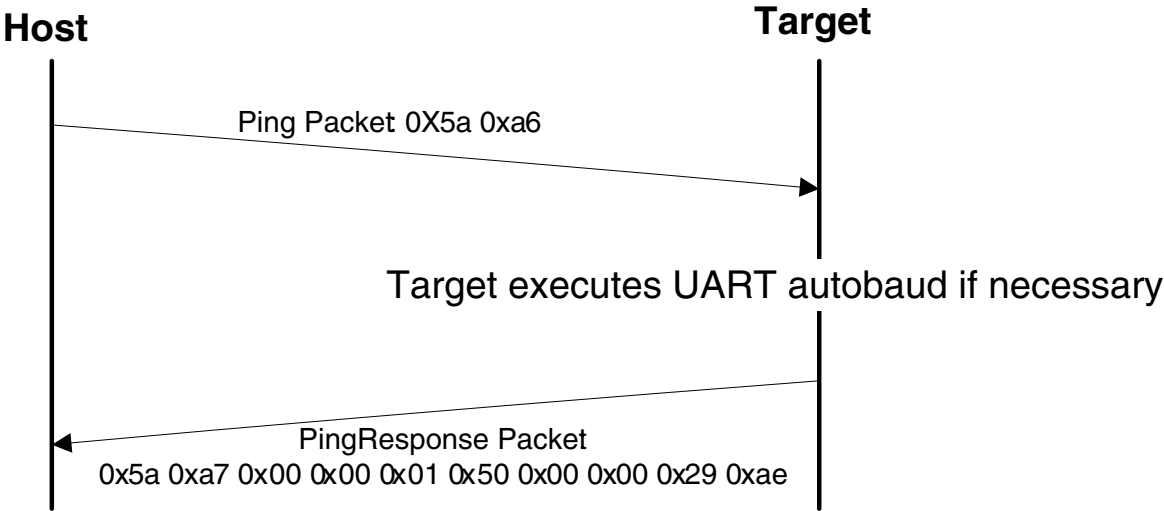 Host
Target
Ping Packet 0X5a 0xa6
Target executes UART autobaud if necessary
PingResponse Packet
0x5a 0xa7 0x00 0x00 0x01 0x50 0x00 0x00 0x29 0xae